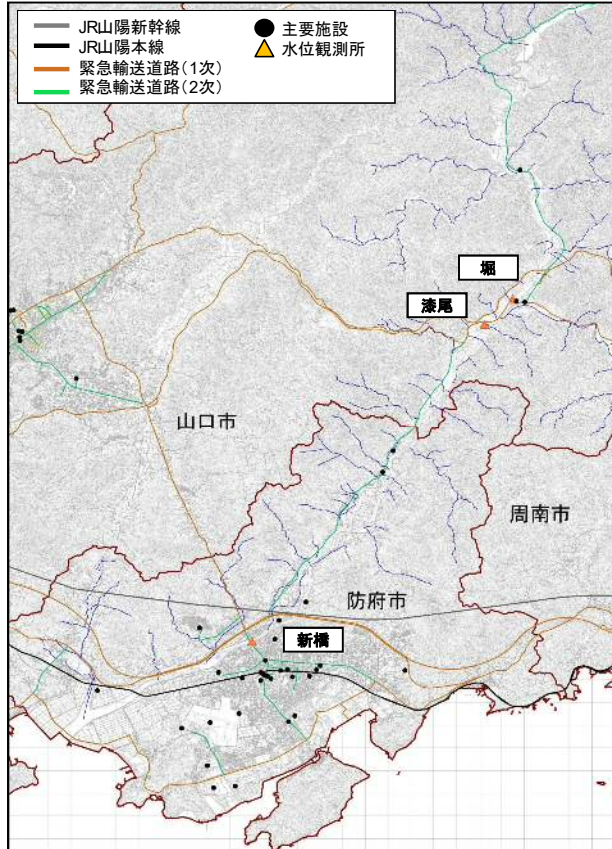 JR山陽新幹線
JR山陽本線
緊急輸送道路(1次)
緊急輸送道路(2次)
主要施設
水位観測所
堀
漆尾
山口市
周南市
防府市
新橋